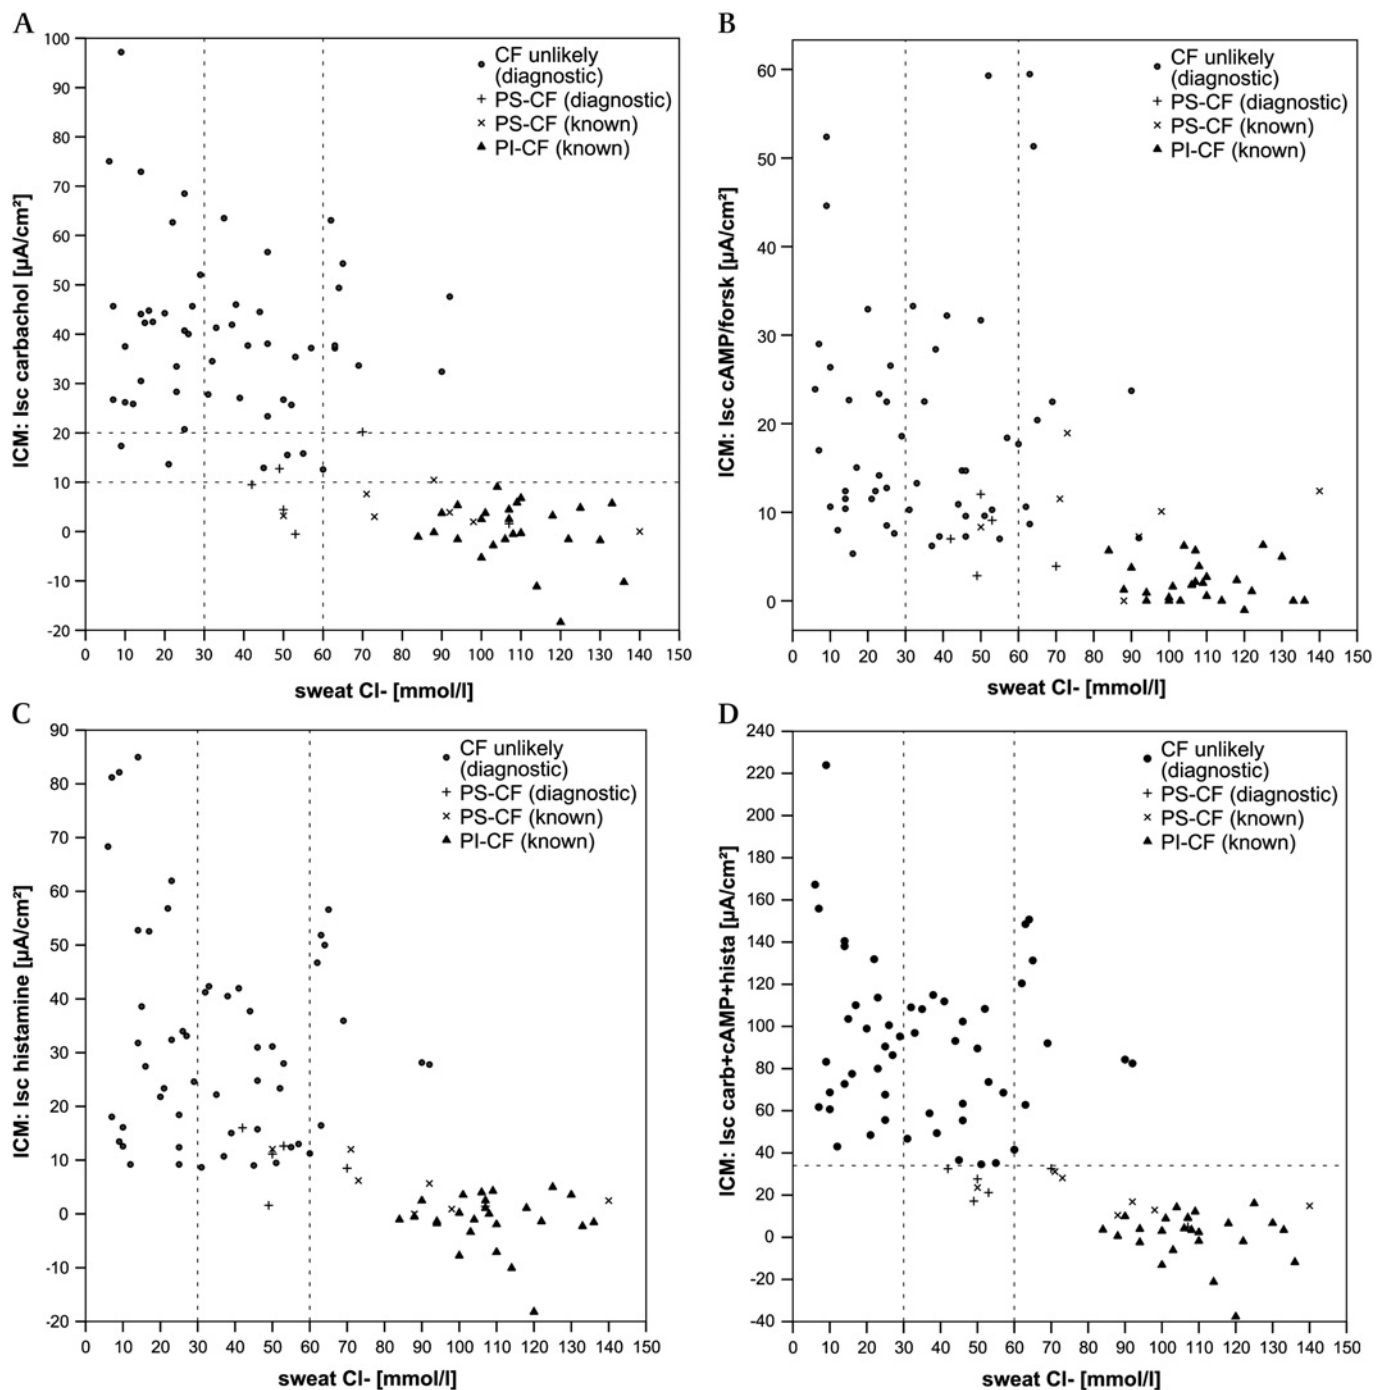 A
100
90
80
70
60
50
40
30
20
10
0
-10
-20
ICM: Isc carbachol [µA/cm²]
CF unlikely
(diagnostic)
PS-CF (diagnostic)
PS-CF (known)
PI-CF (known)
0 10 20 30 40 50 60 70 80 90 100 110 120 130 140 150
sweat Cl- [mmol/l]
B
60
50
40
30
20
10
0
ICM: Isc cAMP/forsk [µA/cm²]
CF unlikely
(diagnostic)
PS-CF (diagnostic)
PS-CF (known)
PI-CF (known)
0 10 20 30 40 50 60 70 80 90 100 110 120 130 140 150
sweat Cl- [mmol/l]
C
90
80
70
60
50
40
30
20
10
0
-10
-20
ICM: Isc histamine [µA/cm²]
CF unlikely
(diagnostic)
PS-CF (diagnostic)
PS-CF (known)
PI-CF (known)
0 10 20 30 40 50 60 70 80 90 100 110 120 130 140 150
sweat Cl- [mmol/l]
D
240
220
200
180
160
140
120
100
80
60
40
20
0
-20
-40
ICM: Isc carb+cAMP+hista [µA/cm²]
CF unlikely
(diagnostic)
PS-CF (diagnostic)
PS-CF (known)
PI-CF (known)
0 10 20 30 40 50 60 70 80 90 100 110 120 130 140 150
sweat Cl- [mmol/l]